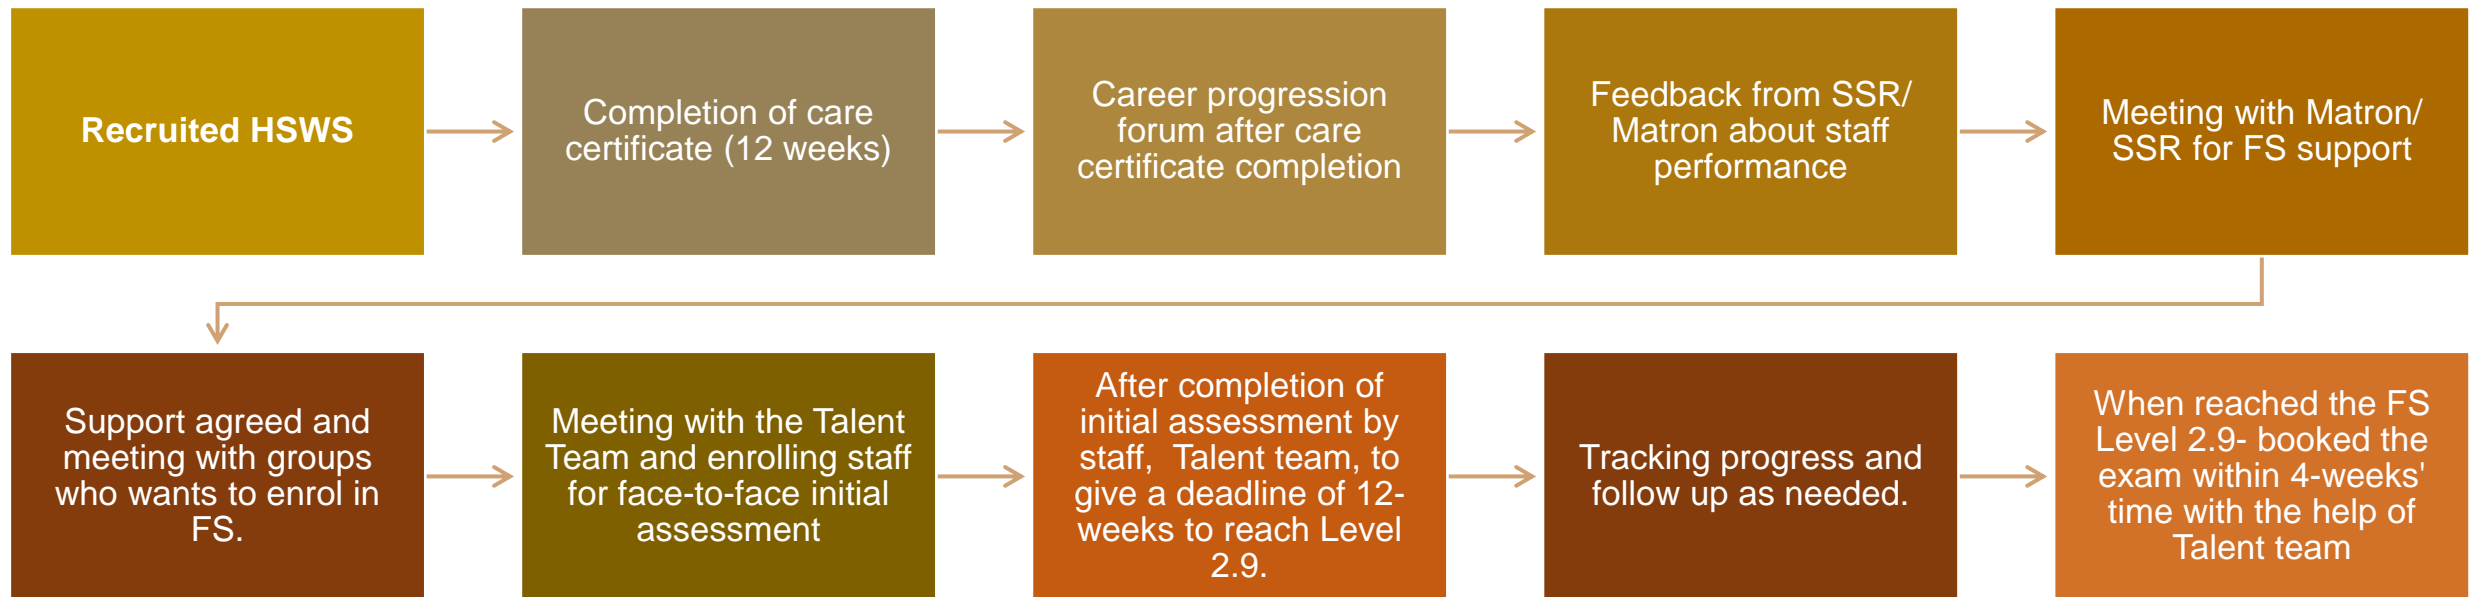 Recruited HSWS
Completion of care
certificate (12 weeks)
Career progression
forum after care
certificate completion
Feedback from SSR/
Matron about staff
performance
Meeting with Matron/
SSR for FS support
Support agreed and
meeting with groups
who wants to enrol in
FS.
Meeting with the Talent
Team and enrolling staff
for face-to-face initial
assessment
After completion of
initial assessment by
staff,  Talent team, to
give a deadline of 12-
weeks to reach Level
2.9.
Tracking progress and
follow up as needed.
When reached the FS
Level 2.9- booked the
exam within 4-weeks'
time with the help of
Talent team